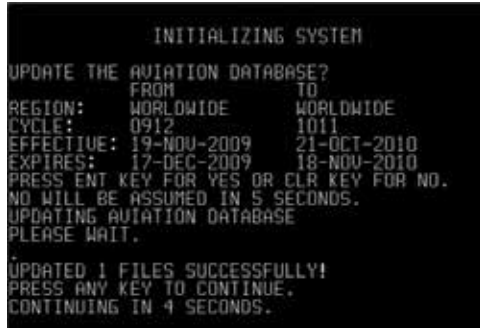 INITIALIZING SYSTEM
UPDATE THE AVIATION DATABASE?
FROM TO
REGION: WORLDWIDE WORLDWIDE
CYCLE: 0912 1011
EFFECTIVE: 19-NOV-2009 21-OCT-2010
EXPIRES: 17-DEC-2009 18-NOV-2010
PRESS ENT KEY FOR YES OR CLR KEY FOR NO.
NO WILL BE ASSUMED IN 5 SECONDS.
UPDATING AVIATION DATABASE
PLEASE WAIT.
.
UPDATED 1 FILES SUCCESSFULLY!
PRESS ANY KEY TO CONTINUE.
CONTINUING IN 4 SECONDS.